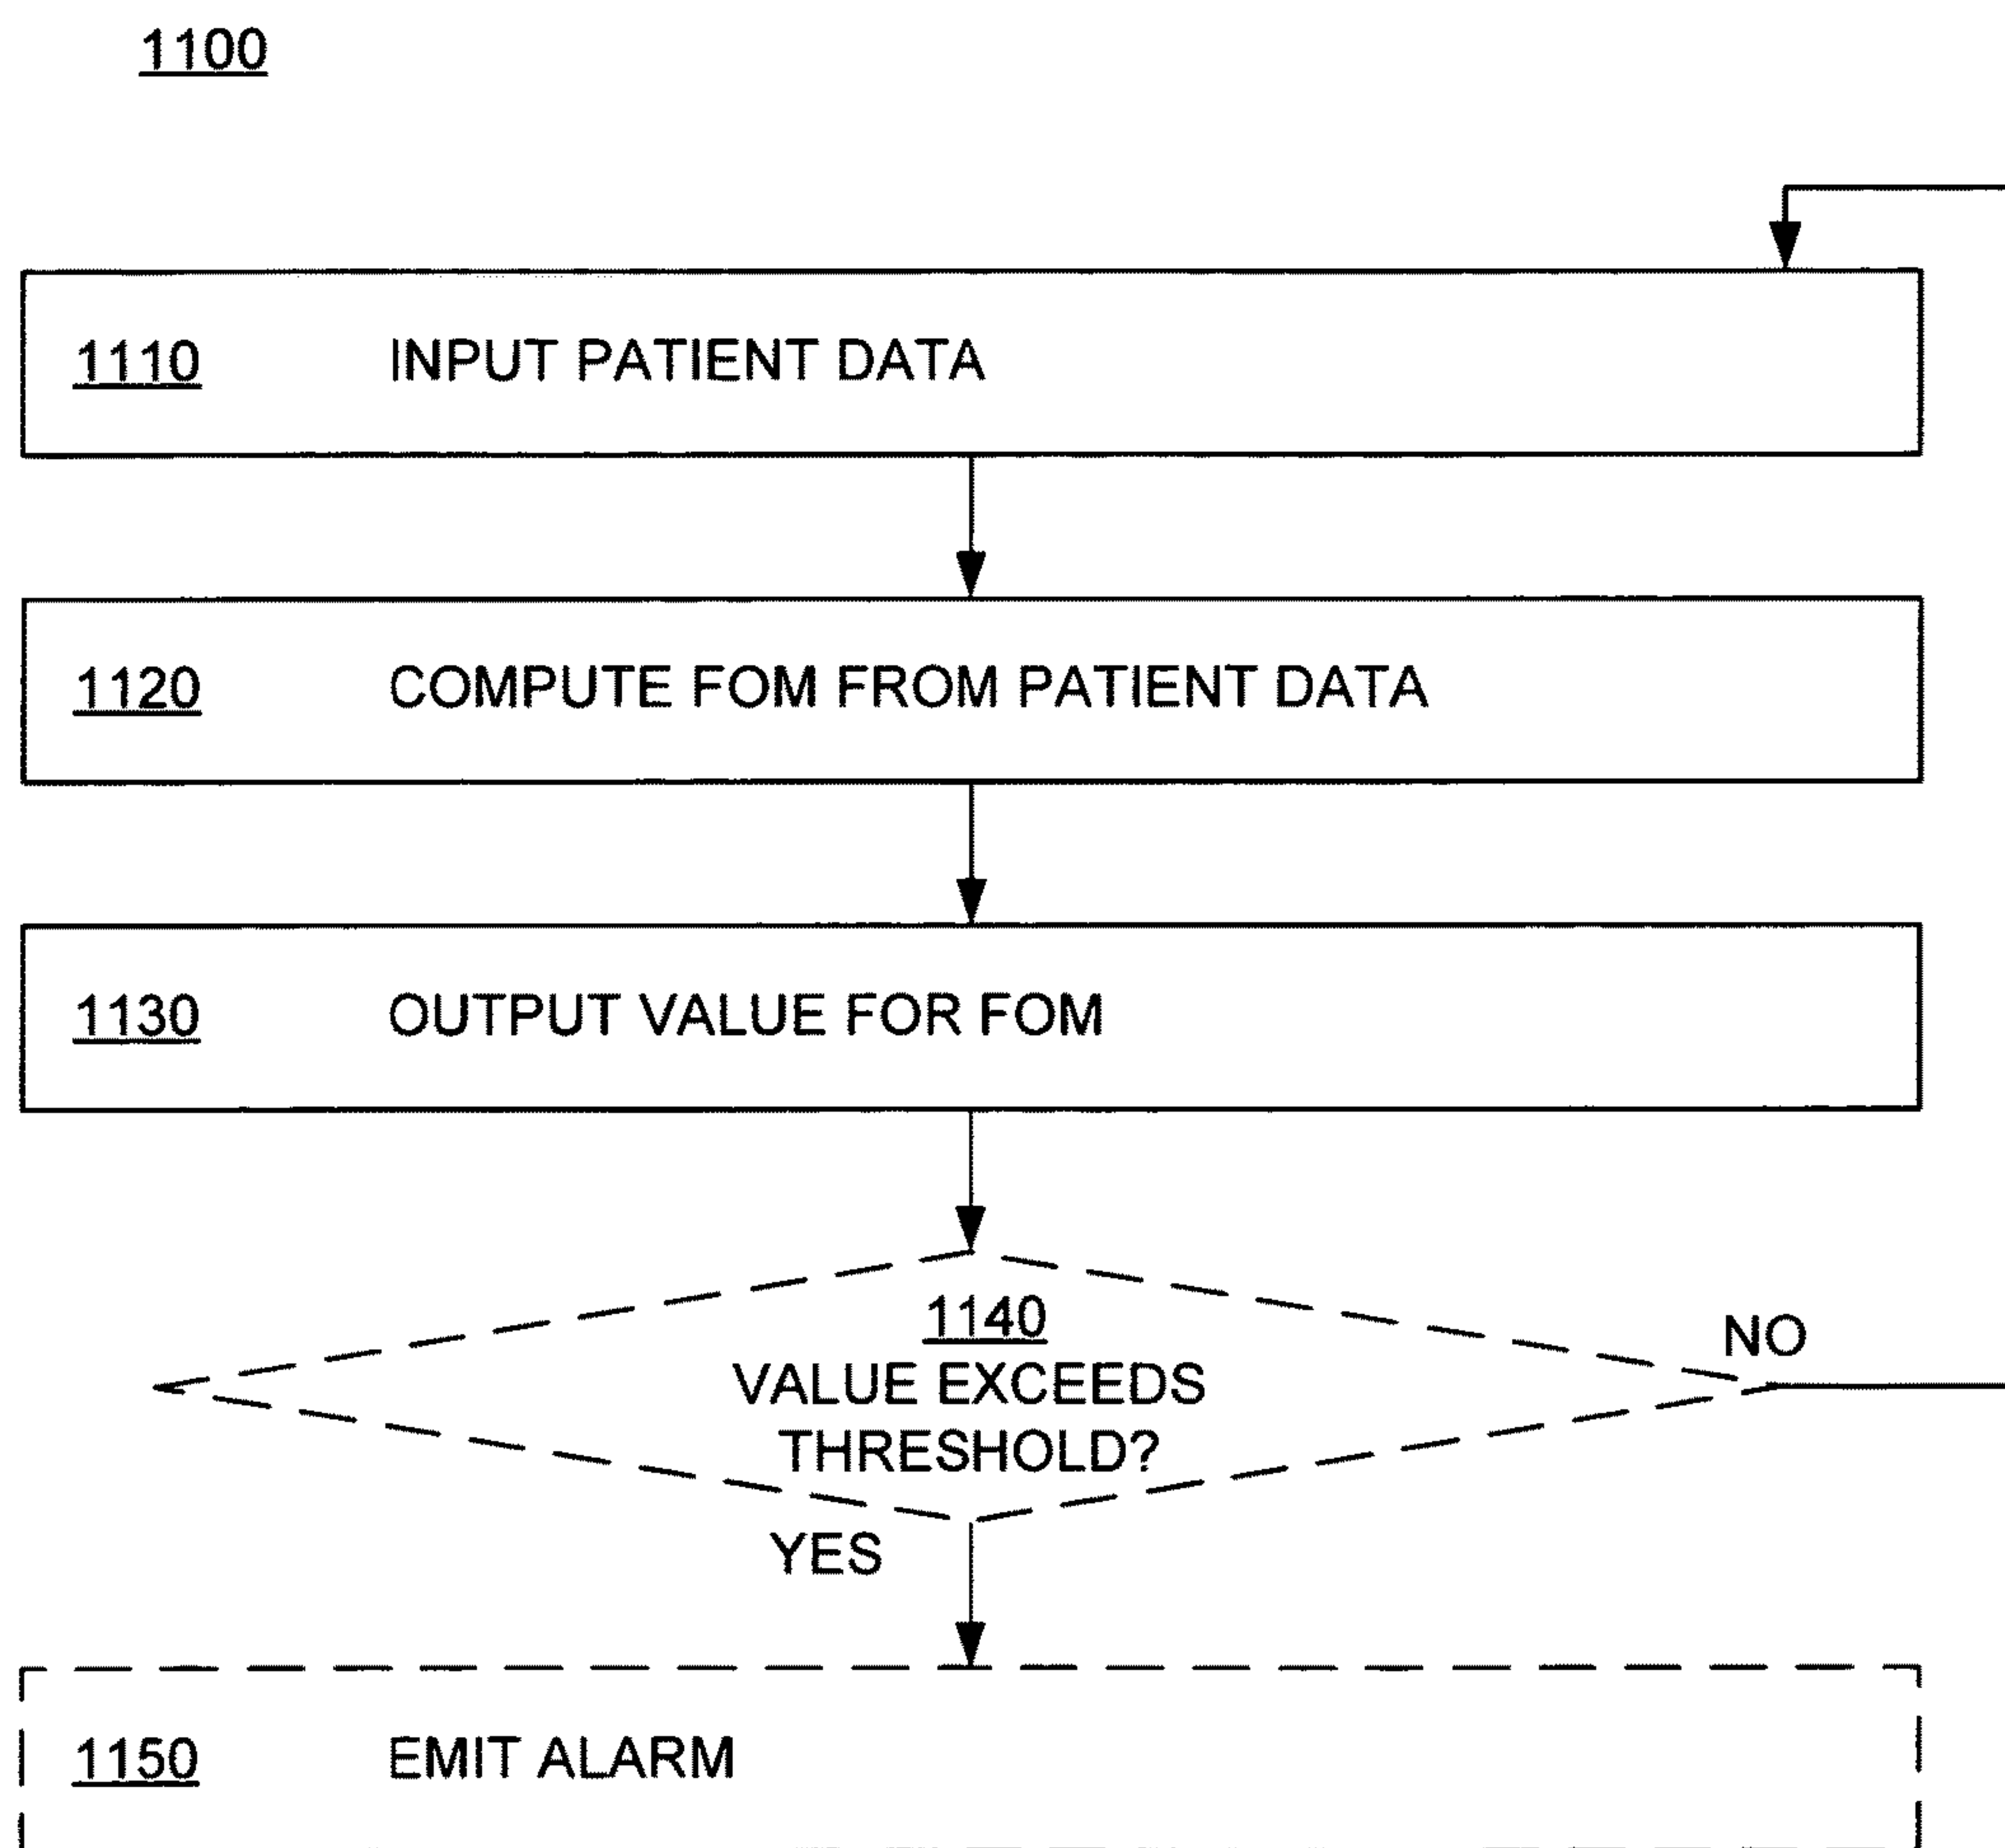 1100
1110 INPUT PATIENT DATA
1120 COMPUTE FOM FROM PATIENT DATA
1130 OUTPUT VALUE FOR FOM
1140
VALUE EXCEEDS
THRESHOLD?
NO
YES
1150 EMIT ALARM